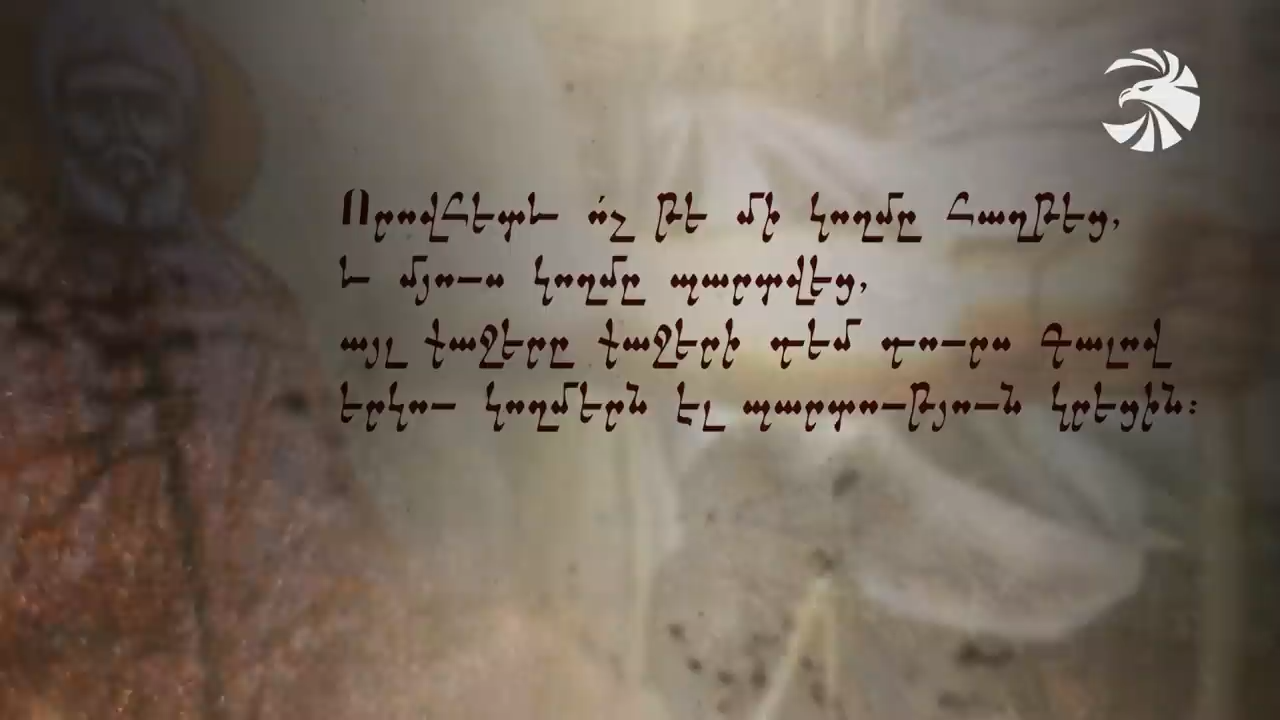 Որովհետև ո՛չ թե մի կողմը հաղթեց,
և մյուս կողմը պարտվեց,
այլ քաջերը քաջերի դեմ դուրս գալով
երկու կողմերն էլ պարտություն կրեցին։